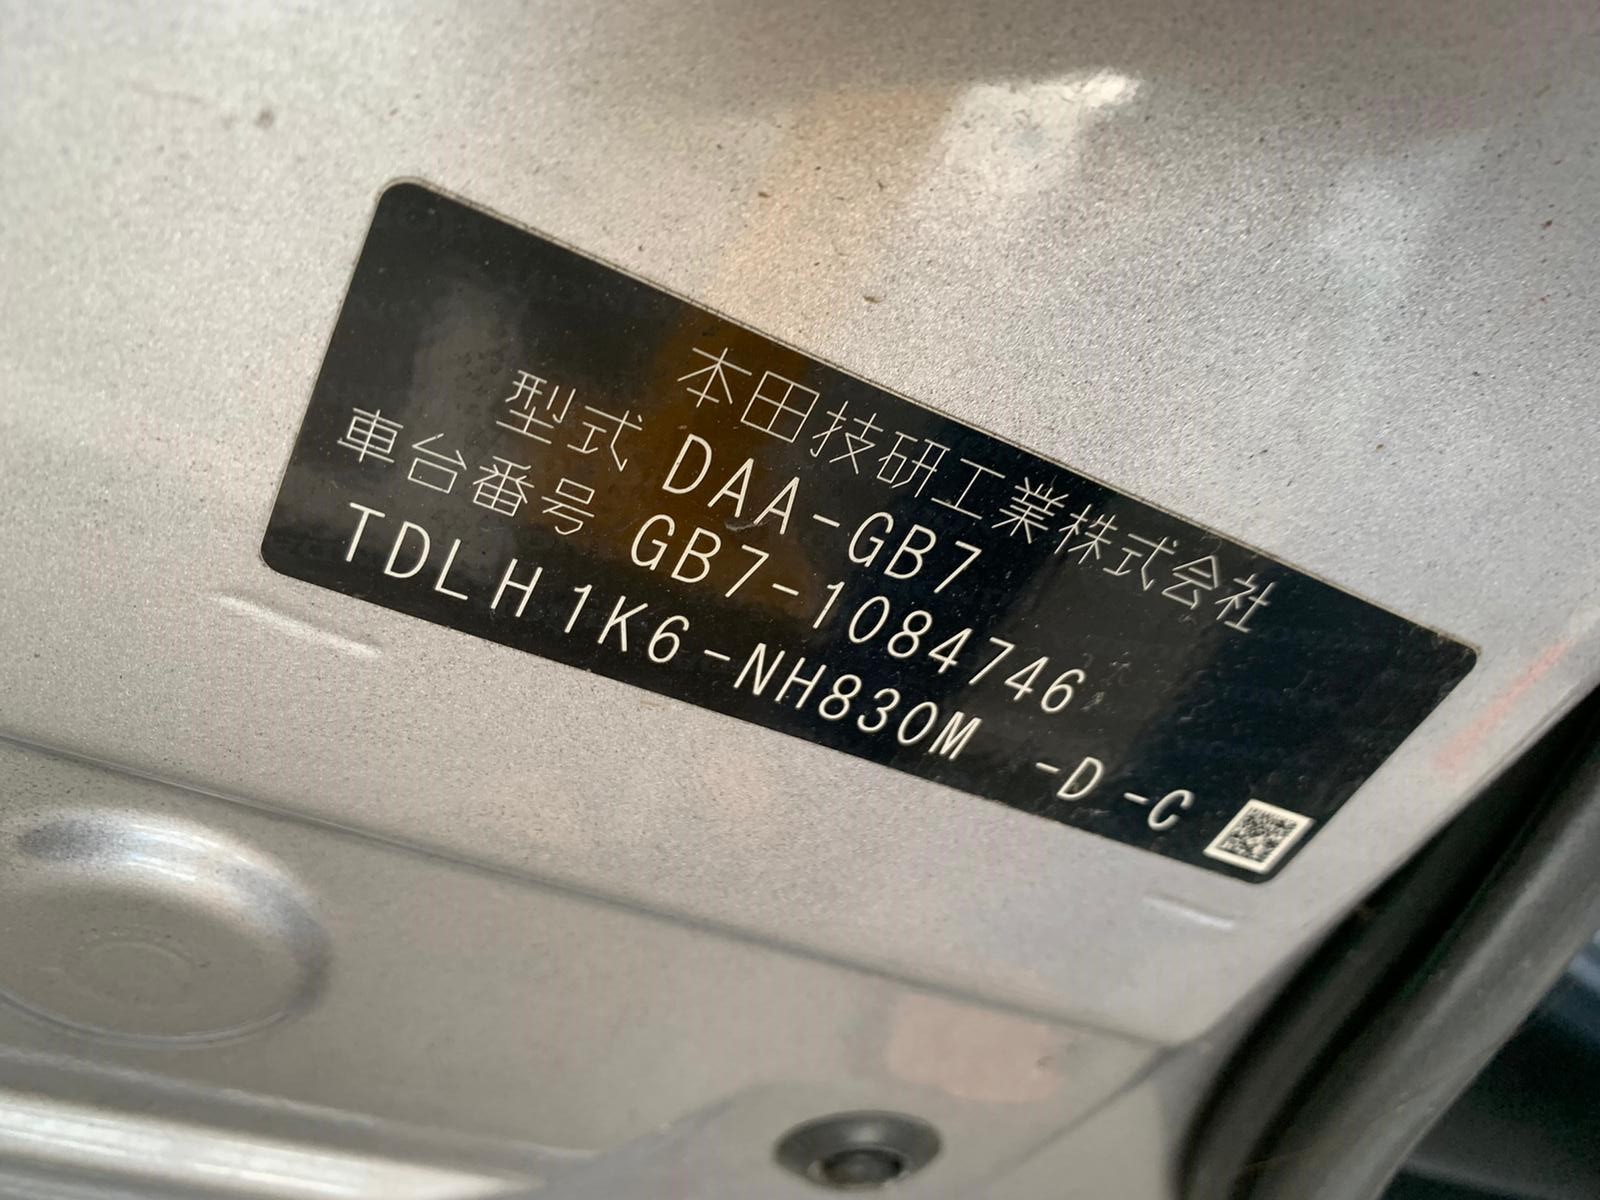 本田技研工業株式会社
型式 DAA-GB7
車台番号 GB7-1084746
TDLH1K6-NH830M -D-C